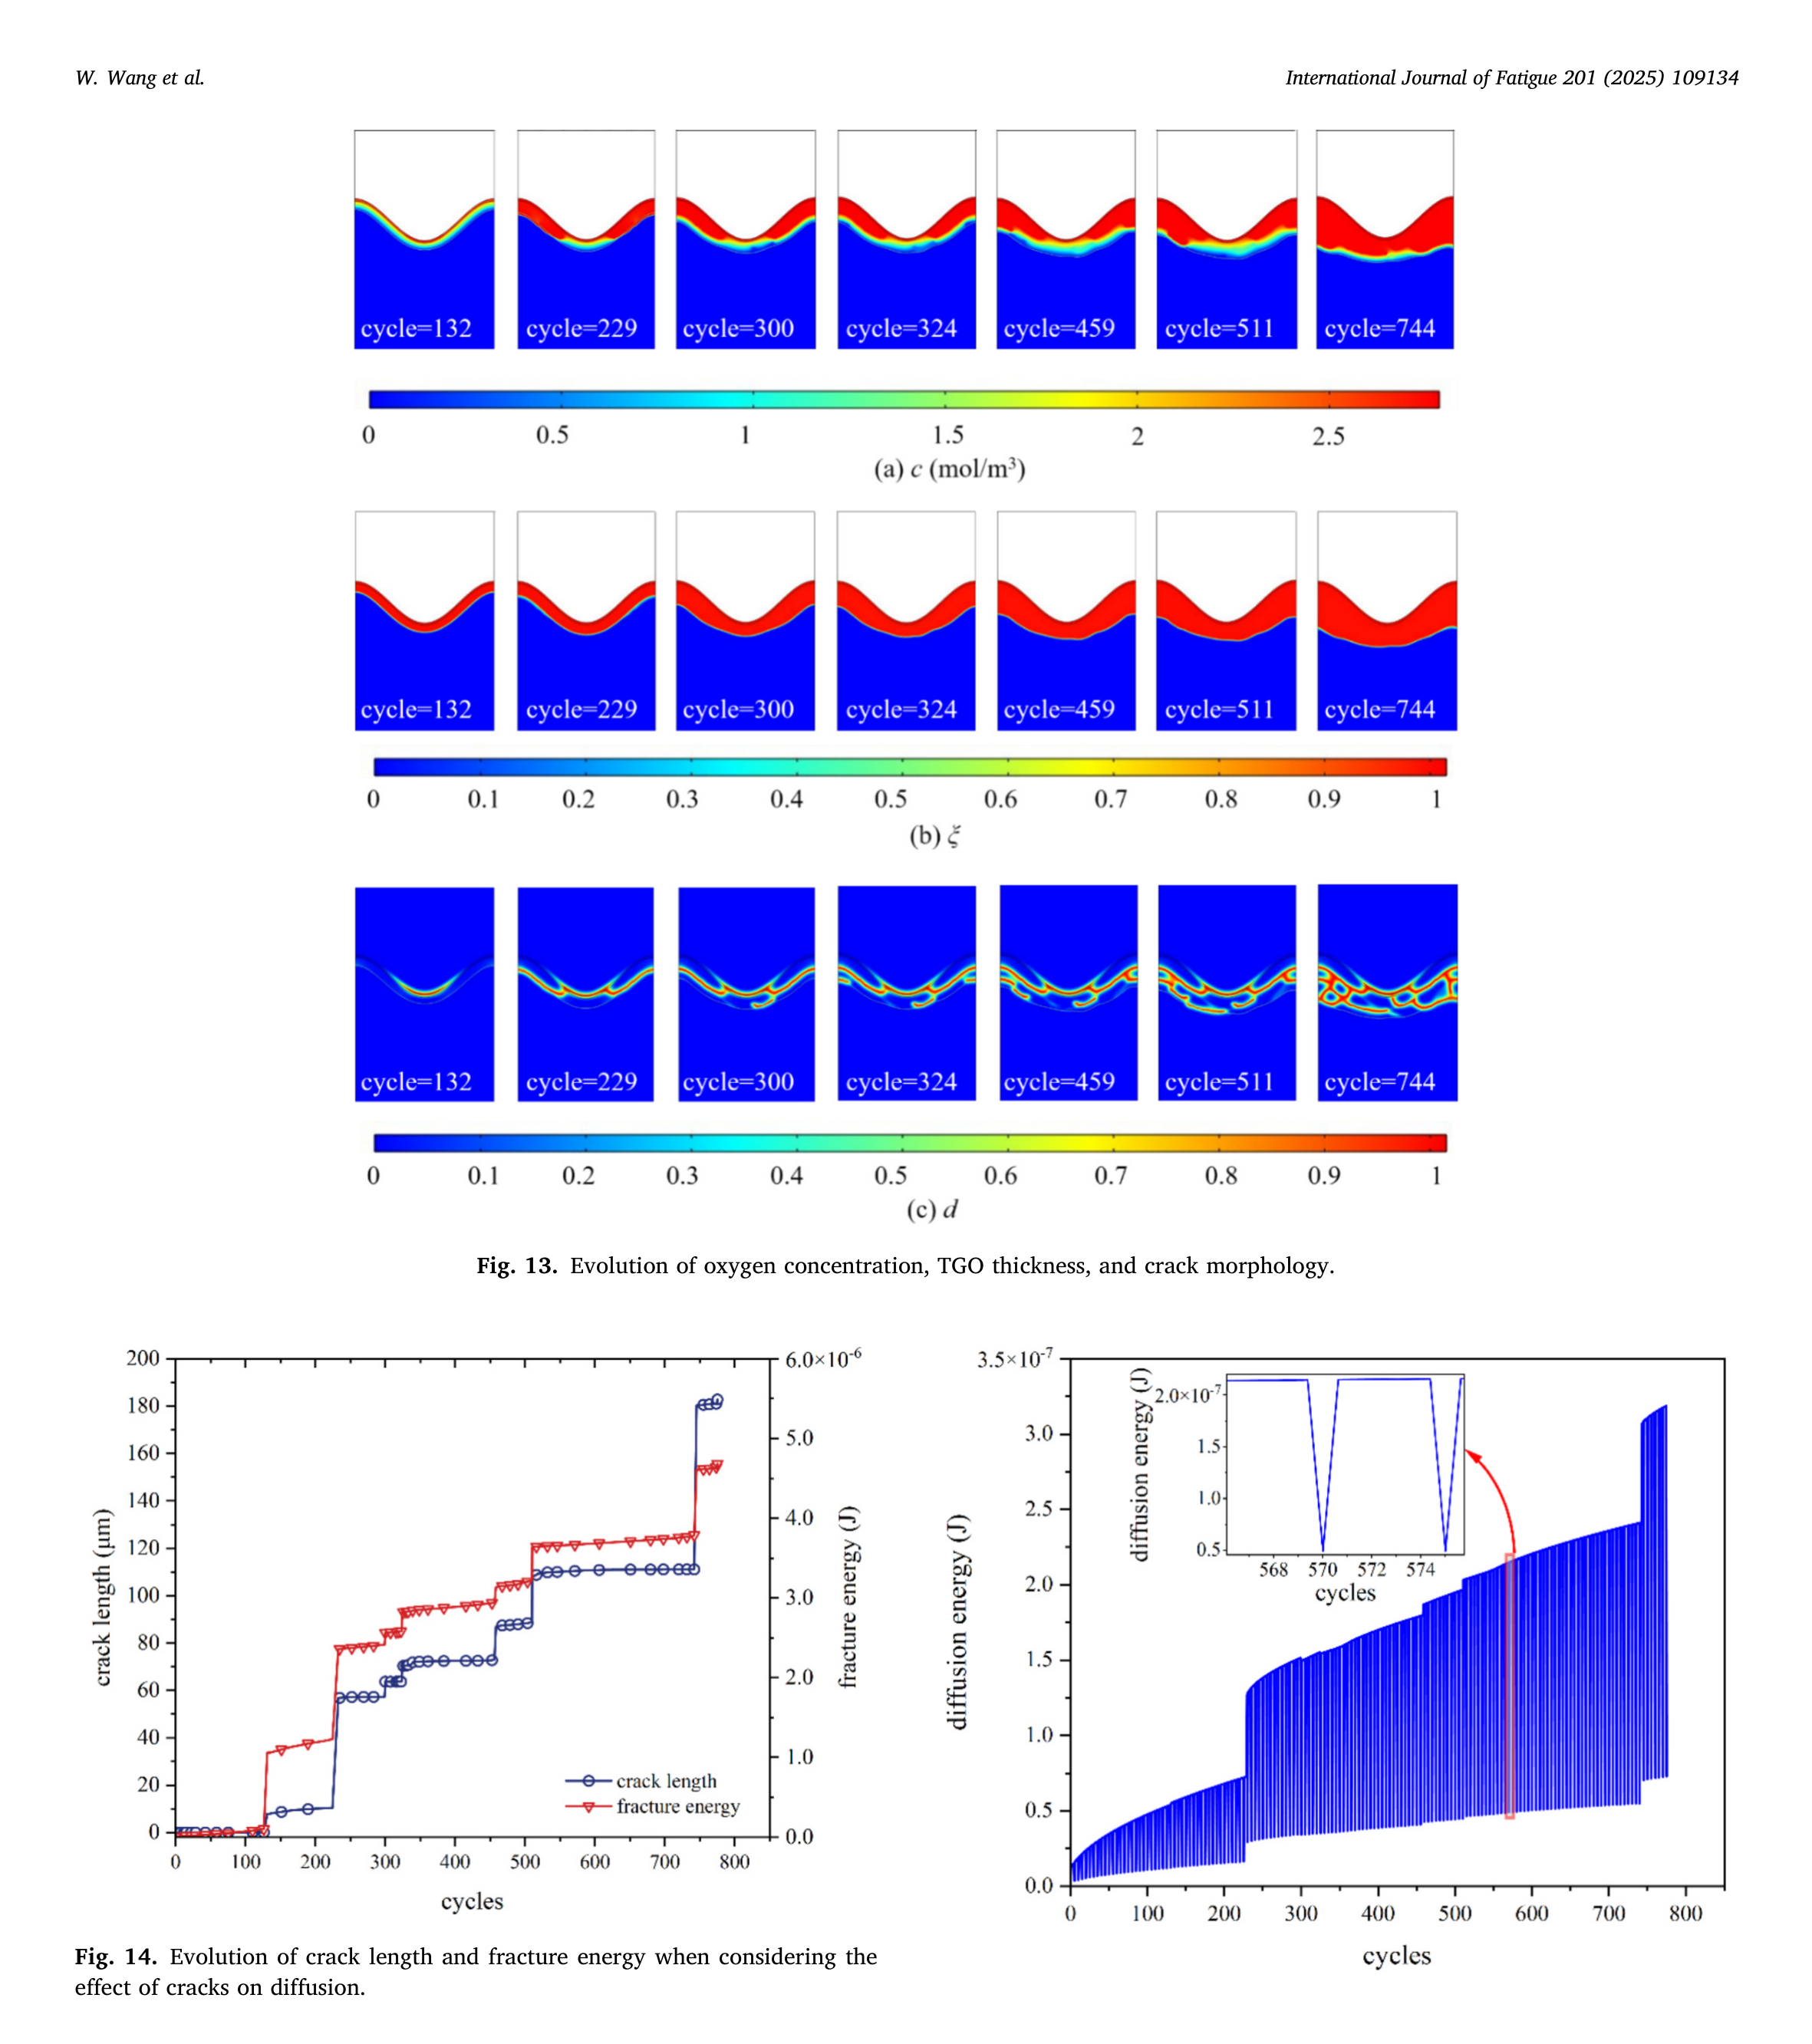 W. Wang et al.
International Journal of Fatigue 201 (2025) 109134
cycle=132 cycle=229 cycle=300 cycle=324 cycle=459 cycle=511 cycle=744
0 0.5 1 1.5 2 2.5
(a) c (mol/m³)
cycle=132 cycle=229 cycle=300 cycle=324 cycle=459 cycle=511 cycle=744
0 0.1 0.2 0.3 0.4 0.5 0.6 0.7 0.8 0.9 1
(b) ξ
cycle=132 cycle=229 cycle=300 cycle=324 cycle=459 cycle=511 cycle=744
0 0.1 0.2 0.3 0.4 0.5 0.6 0.7 0.8 0.9 1
(c) d
Fig. 13. Evolution of oxygen concentration, TGO thickness, and crack morphology.
crack length (μm)
200
180
160
140
120
100
80
60
40
20
0
6.0×10⁻⁶
5.0
4.0
3.0
2.0
1.0
0.0
fracture energy (J)
crack length
fracture energy
0 100 200 300 400 500 600 700 800
cycles
Fig. 14. Evolution of crack length and fracture energy when considering the
effect of cracks on diffusion.
diffusion energy (J)
3.5×10⁻⁷
3.0
2.5
2.0
1.5
1.0
0.5
0.0
diffusion energy (J)
2.0×10⁻⁷
1.5
1.0
0.5
568 570 572 574
cycles
0 100 200 300 400 500 600 700 800
cycles